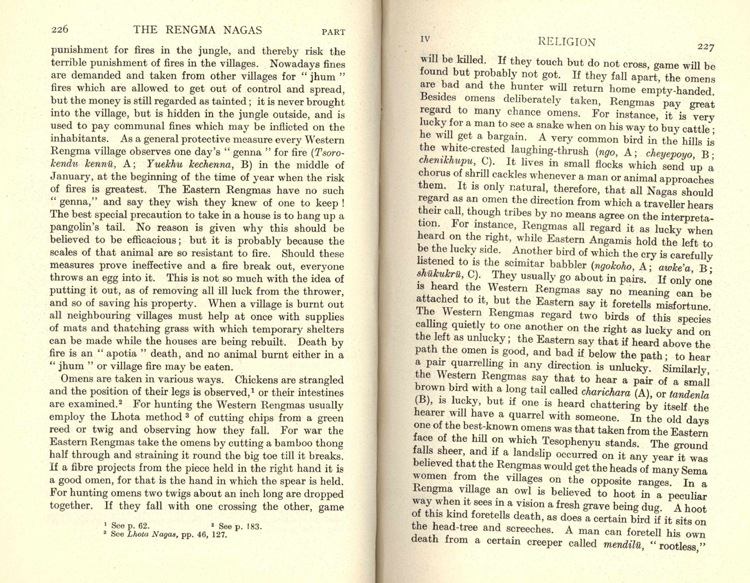 226 THE RENGMA NAGAS PART
punishment for fires in the jungle, and thereby risk the
terrible punishment of fires in the villages. Nowadays fines
are demanded and taken from other villages for “ jhum ”
fires which are allowed to get out of control and spread,
but the money is still regarded as tainted ; it is never brought
into the village, but is hidden in the jungle outside, and is
used to pay communal fines which may be inflicted on the
inhabitants. As a general protective measure every Western
Rengma village observes one day’s “ genna ” for fire (Tsoro-
kendu kennü, A ; Yuekhu kechenna, B) in the middle of
January, at the beginning of the time of year when the risk
of fires is greatest. The Eastern Rengmas have no such
“ genna,” and say they wish they knew of one to keep !
The best special precaution to take in a house is to hang up a
pangolin’s tail. No reason is given why this should be
believed to be efficacious ; but it is probably because the
scales of that animal are so resistant to fire. Should these
measures prove ineffective and a fire break out, everyone
throws an egg into it. This is not so much with the idea of
putting it out, as of removing all ill luck from the thrower,
and so of saving his property. When a village is burnt out
all neighbouring villages must help at once with supplies
of mats and thatching grass with which temporary shelters
can be made while the houses are being rebuilt. Death by
fire is an “ apotia ” death, and no animal burnt either in a
“ jhum ” or village fire may be eaten.
Omens are taken in various ways. Chickens are strangled
and the position of their legs is observed,¹ or their intestines
are examined.² For hunting the Western Rengmas usually
employ the Lhota method ³ of cutting chips from a green
reed or twig and observing how they fall. For war the
Eastern Rengmas take the omens by cutting a bamboo thong
half through and straining it round the big toe till it breaks.
If a fibre projects from the piece held in the right hand it is
a good omen, for that is the hand in which the spear is held.
For hunting omens two twigs about an inch long are dropped
together. If they fall with one crossing the other, game
¹ See p. 62. ² See p. 183.
³ See Lhota Nagas, pp. 46, 127.
IV RELIGION 227
will be killed. If they touch but do not cross, game will be
found but probably not got. If they fall apart, the omens
are bad and the hunter will return home empty-handed.
Besides omens deliberately taken, Rengmas pay great
regard to many chance omens. For instance, it is very
lucky for a man to see a snake when on his way to buy cattle ;
he will get a bargain. A very common bird in the hills is
the white-crested laughing-thrush (ngo, A ; cheyepoyo, B ;
chenikhupu, C). It lives in small flocks which send up a
chorus of shrill cackles whenever a man or animal approaches
them. It is only natural, therefore, that all Nagas should
regard as an omen the direction from which a traveller hears
their call, though tribes by no means agree on the interpreta-
tion. For instance, Rengmas all regard it as lucky when
heard on the right, while Eastern Angamis hold the left to
be the lucky side. Another bird of which the cry is carefully
listened to is the scimitar babbler (ngokoho, A ; awke’a, B ;
shükukrü, C). They usually go about in pairs. If only one
is heard the Western Rengmas say no meaning can be
attached to it, but the Eastern say it foretells misfortune.
The Western Rengmas regard two birds of this species
calling quietly to one another on the right as lucky and on
the left as unlucky ; the Eastern say that if heard above the
path the omen is good, and bad if below the path ; to hear
a pair quarrelling in any direction is unlucky. Similarly,
the Western Rengmas say that to hear a pair of a small
brown bird with a long tail called charichara (A), or tandenla
(B), is lucky, but if one is heard chattering by itself the
hearer will have a quarrel with someone. In the old days
one of the best-known omens was that taken from the Eastern
face of the hill on which Tesophenyu stands. The ground
falls sheer, and if a landslip occurred on it any year it was
believed that the Rengmas would get the heads of many Sema
women from the villages on the opposite ranges. In a
Rengma village an owl is believed to hoot in a peculiar
way when it sees in a vision a fresh grave being dug. A hoot
of this kind foretells death, as does a certain bird if it sits on
the head-tree and screeches. A man can foretell his own
death from a certain creeper called mendilü, “ rootless,”